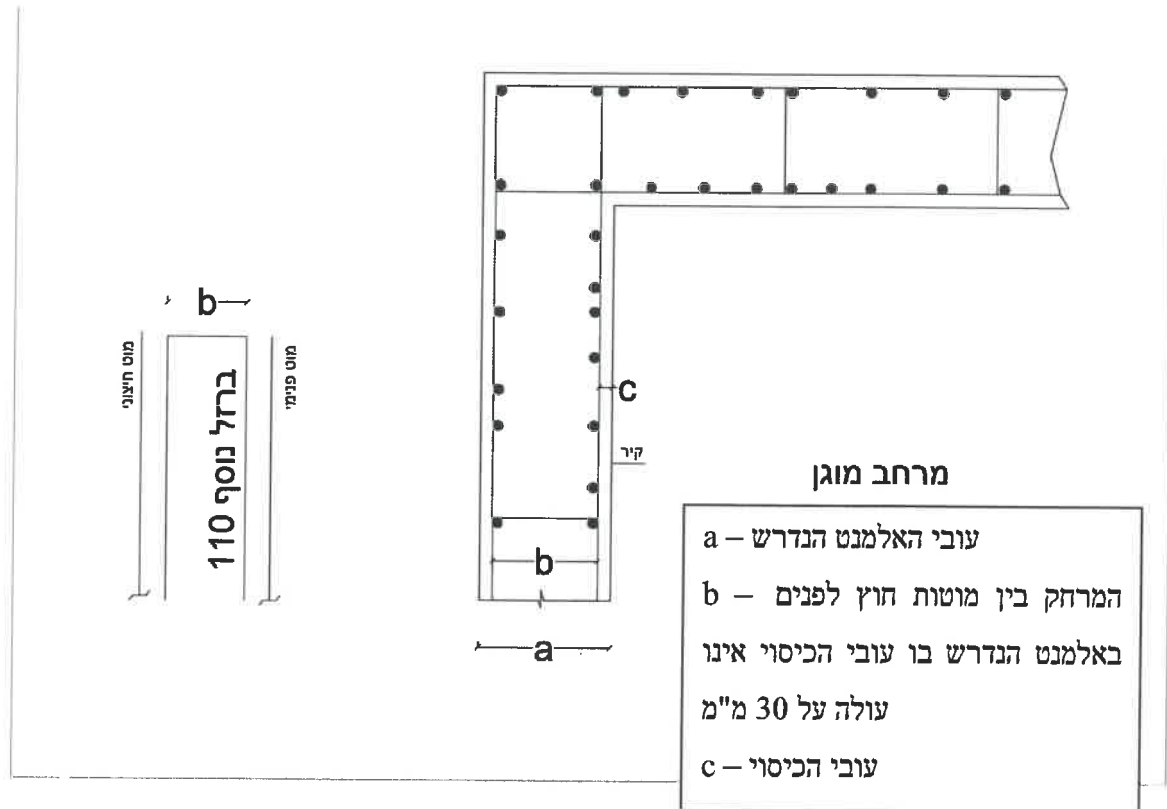 b
מוט חיצוני
ברזל נוסף 110
מוט פנימי
c
קיר
b
a
מרחב מוגן
a – עובי האלמנט הנדרש
b – המרחק בין מוטות חוץ לפנים
באלמנט הנדרש בו עובי הכיסוי אינו
עולה על 30 מ"מ
c – עובי הכיסוי